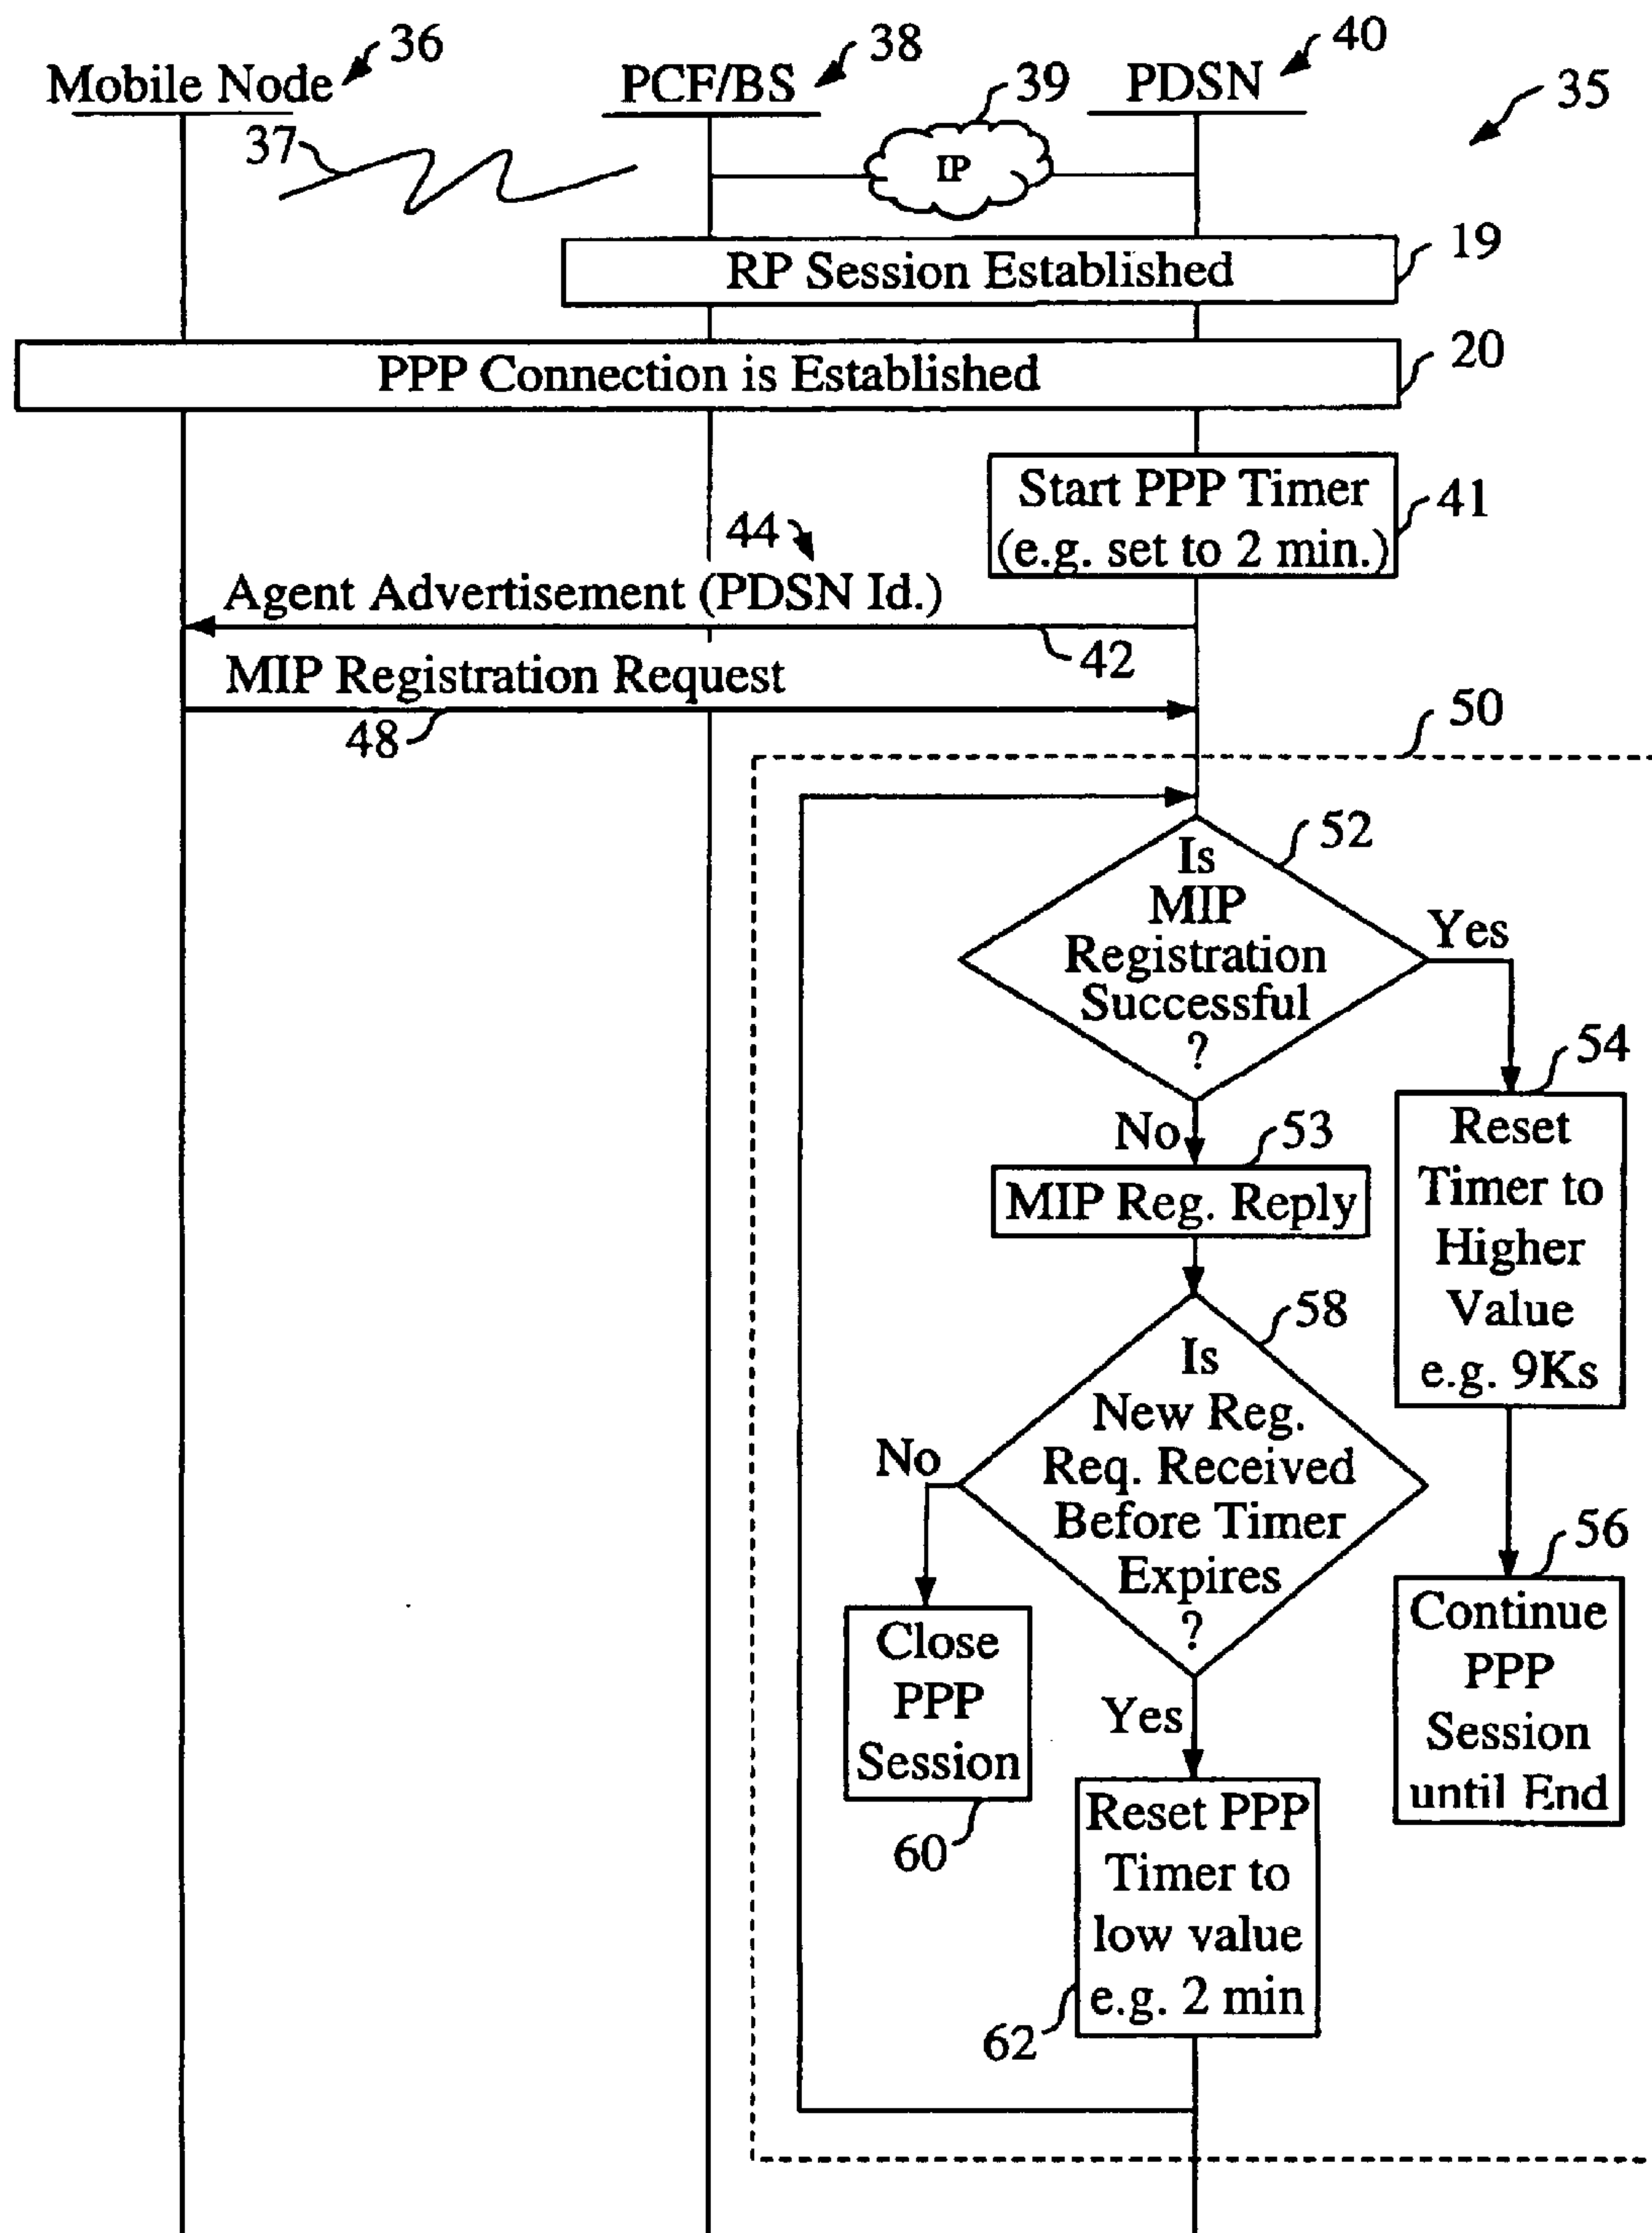 36
38
40
Mobile Node
PCF/BS
39
PDSN
35
37
IP
RP Session Established
19
PPP Connection is Established
20
Start PPP Timer
(e.g. set to 2 min.)
41
44
Agent Advertisement (PDSN Id.)
42
MIP Registration Request
48
50
52
Is
MIP
Registration
Successful
?
Yes
54
No
53
MIP Reg. Reply
Reset
Timer to
Higher
Value
e.g. 9Ks
58
Is
New Reg.
Req. Received
Before Timer
Expires
?
No
56
Continue
PPP
Session
until End
Close
PPP
Session
60
Yes
Reset PPP
Timer to
low value
e.g. 2 min
62